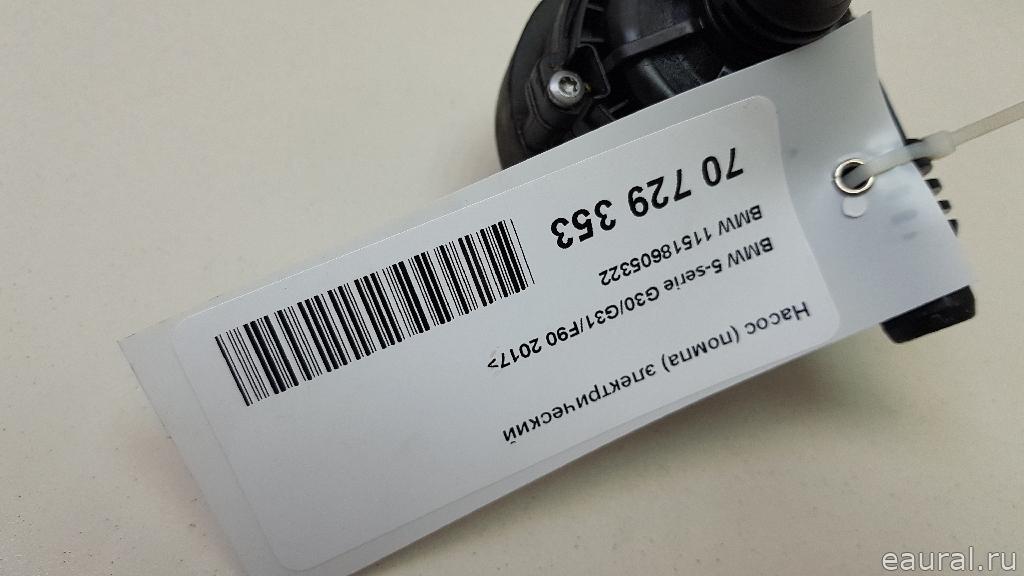 Насос (помпа) электрический
BMW 5-serie G30/G31/F90 2017>
BMW 11518605322
70 729 353
eaural.ru